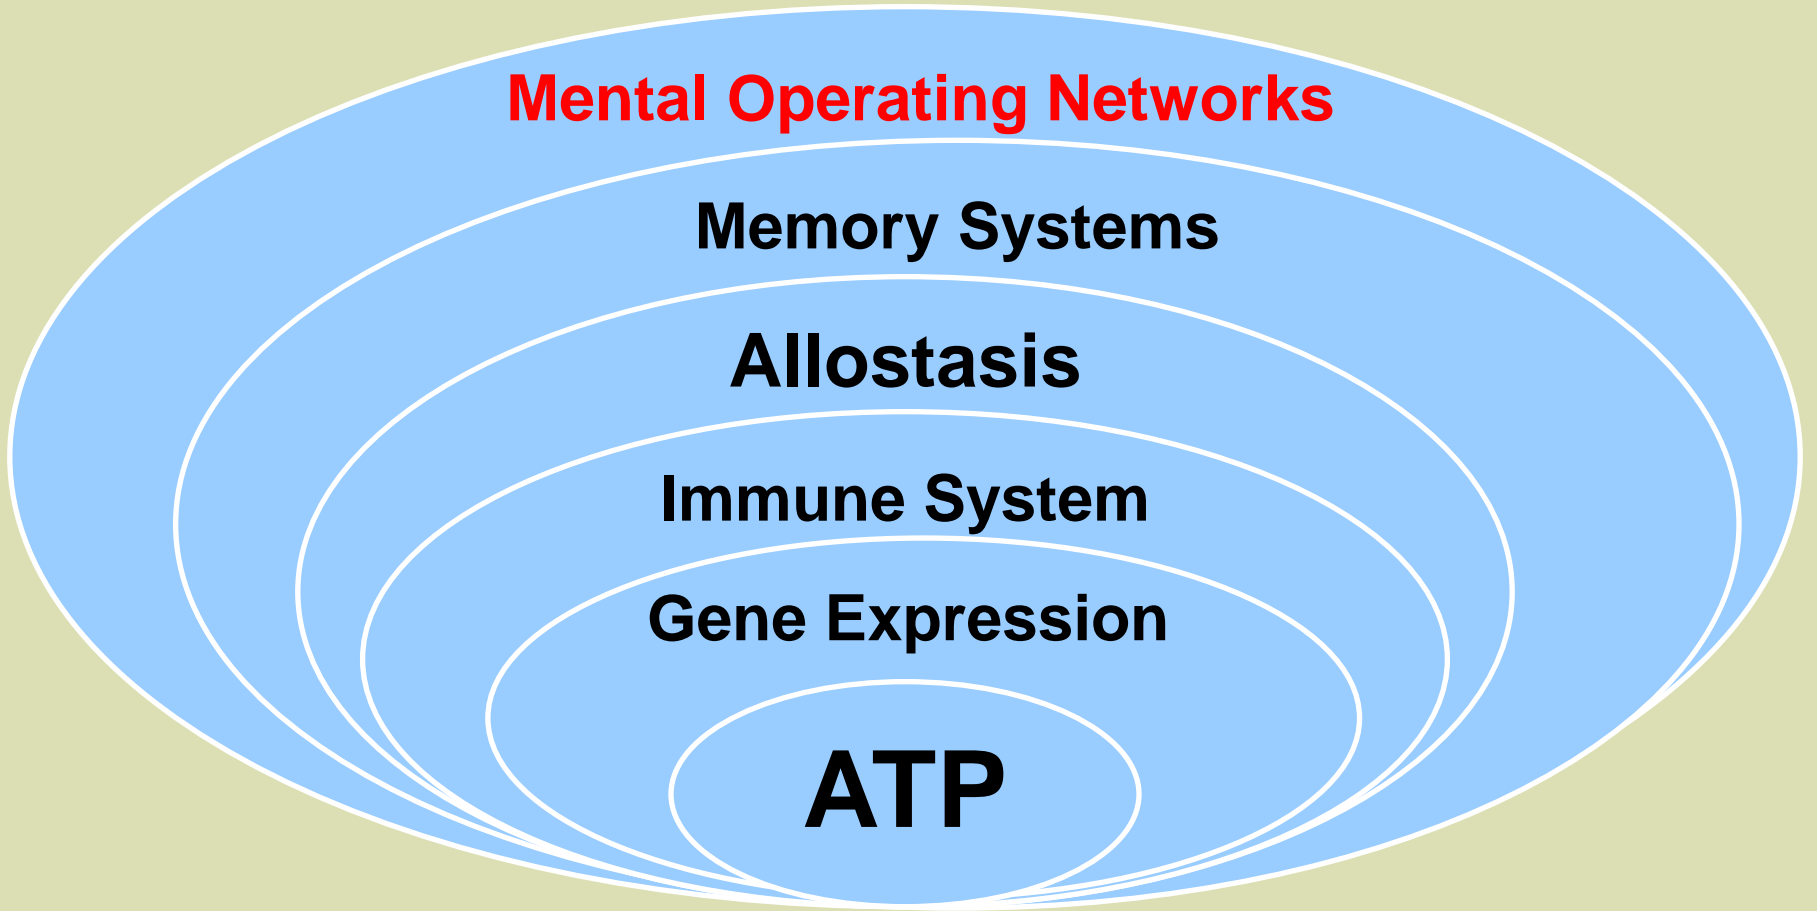 Mental Operating Networks
Memory Systems
Allostasis
Immune System
Gene Expression
ATP